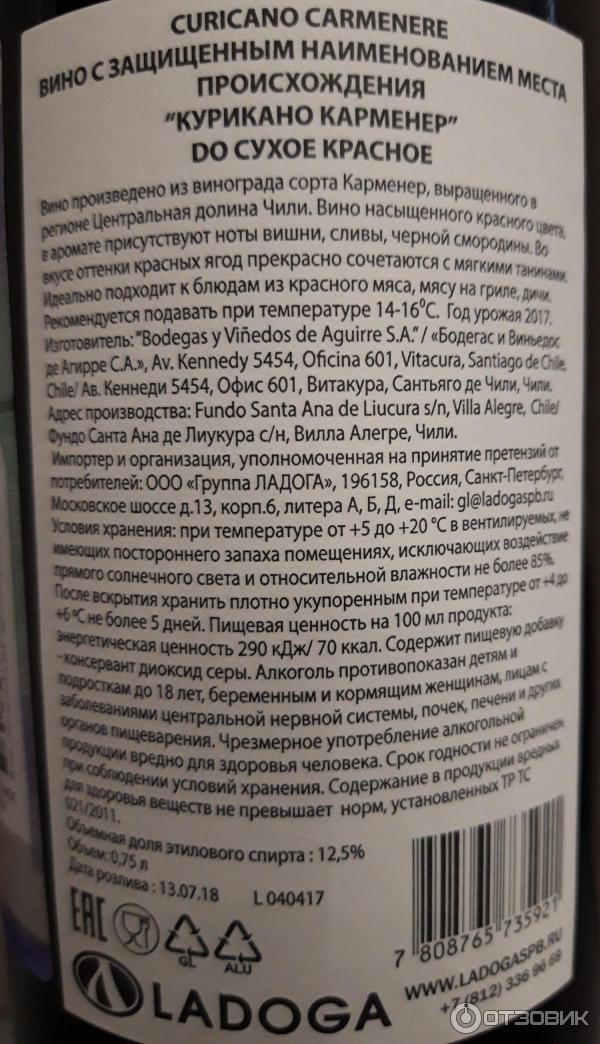 CURICANO CARMENERE
ВИНО С ЗАЩИЩЕННЫМ НАИМЕНОВАНИЕМ МЕСТА
ПРОИСХОЖДЕНИЯ
"КУРИКАНО КАРМЕНЕР"
DO СУХОЕ КРАСНОЕ
Вино произведено из винограда сорта Карменер, выращенного в
регионе Центральная долина Чили. Вино насыщенного красного цвета,
в аромате присутствуют ноты вишни, сливы, черной смородины. Во
вкусе оттенки красных ягод прекрасно сочетаются с мягкими танинами.
Идеально подходит к блюдам из красного мяса, мясу на гриле, дичи.
Рекомендуется подавать при температуре 14-16⁰С. Год урожая 2017.
Изготовитель: "Bodegas y Viñedos de Aguirre S.A." / «Бодегас и Виньедос
де Агирре С.А.», Av. Kennedy 5454, Oficina 601, Vitacura, Santiago de Chile,
Chile/ Ав. Кеннеди 5454, Офис 601, Витакура, Сантьяго де Чили, Чили.
Адрес производства: Fundo Santa Ana de Liucura s/n, Villa Alegre, Chile/
Фундо Санта Ана де Лиукура с/н, Вилла Алегре, Чили.
Импортер и организация, уполномоченная на принятие претензий от
потребителей: ООО «Группа ЛАДОГА», 196158, Россия, Санкт-Петербург,
Московское шоссе д.13, корп.6, литера А, Б, Д, e-mail: gl@ladogaspb.ru
Условия хранения: при температуре от +5 до +20 °С в вентилируемых, не
имеющих постороннего запаха помещениях, исключающих воздействие
прямого солнечного света и относительной влажности не более 85%.
После вскрытия хранить плотно укупоренным при температуре от +4 до
+6 ⁰С не более 5 дней. Пищевая ценность на 100 мл продукта:
энергетическая ценность 290 кДж/ 70 ккал. Содержит пищевую добавку
- консервант диоксид серы. Алкоголь противопоказан детям и
подросткам до 18 лет, беременным и кормящим женщинам, лицам с
заболеваниями центральной нервной системы, почек, печени и других
органов пищеварения. Чрезмерное употребление алкогольной
продукции вредно для здоровья человека. Срок годности не ограничен
при соблюдении условий хранения. Содержание в продукции вредных
для здоровья веществ не превышает норм, установленных ТР ТС
021/2011.
Объемная доля этилового спирта : 12,5%
Объем: 0,75 л
Дата розлива : 13.07.18 L 040417
EAC
GL
ALU
7 808765 735921
LADOGA
WWW.LADOGASPB.RU
+7 (812) 336 96 69
ОТЗОВИК